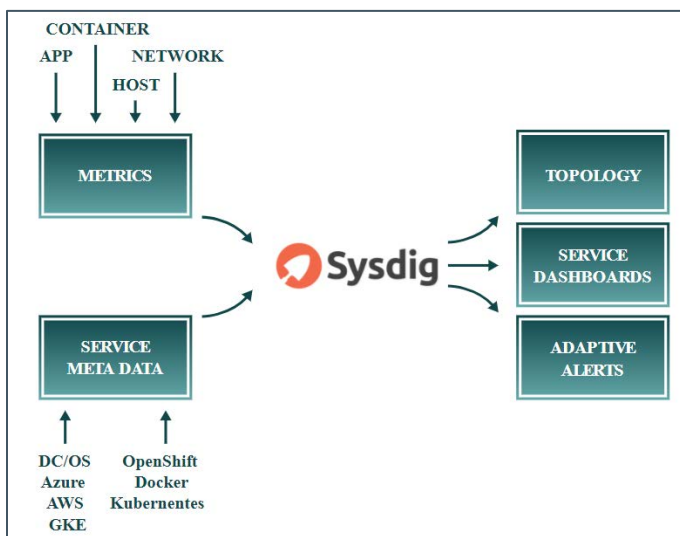 CONTAINER
APP
NETWORK
HOST
METRICS
TOPOLOGY
Sysdig
SERVICE
DASHBOARDS
SERVICE
META DATA
ADAPTIVE
ALERTS
DC/OS
Azure
AWS
GKE
OpenShift
Docker
Kubernentes